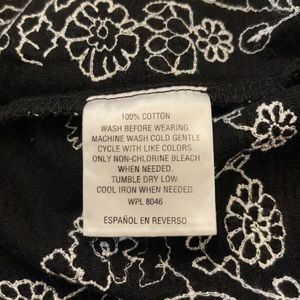 100% COTTON
WASH BEFORE WEARING.
MACHINE WASH COLD GENTLE
CYCLE WITH LIKE COLORS.
ONLY NON-CHLORINE BLEACH
WHEN NEEDED.
TUMBLE DRY LOW.
COOL IRON WHEN NEEDED.
WPL 8046
ESPAÑOL EN REVERSO